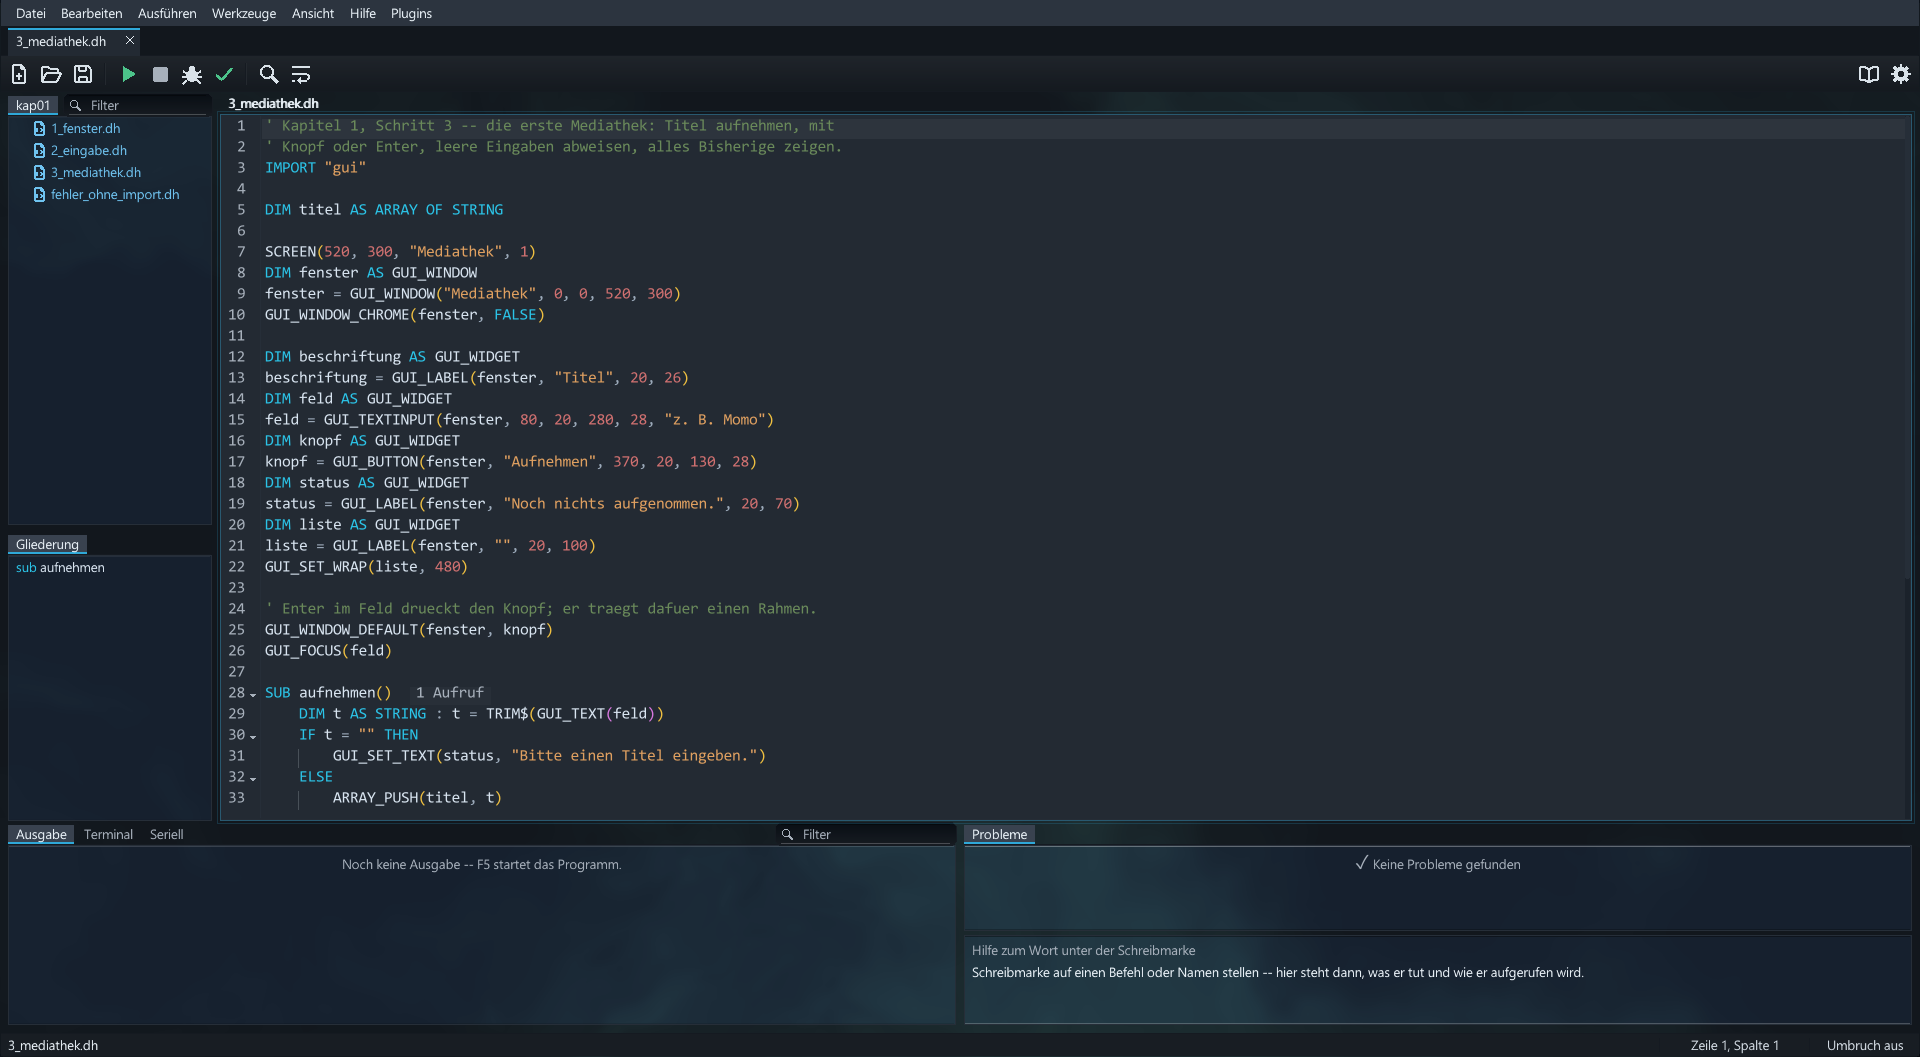 Datei Bearbeiten Ausführen Werkzeuge Ansicht Hilfe Plugins
3_mediathek.dh
kap01 Filter
1_fenster.dh
2_eingabe.dh
3_mediathek.dh
fehler_ohne_import.dh
Gliederung
sub aufnehmen
3_mediathek.dh
1 ' Kapitel 1, Schritt 3 -- die erste Mediathek: Titel aufnehmen, mit
2 ' Knopf oder Enter, leere Eingaben abweisen, alles Bisherige zeigen.
3 IMPORT "gui"
4
5 DIM titel AS ARRAY OF STRING
6
7 SCREEN(520, 300, "Mediathek", 1)
8 DIM fenster AS GUI_WINDOW
9 fenster = GUI_WINDOW("Mediathek", 0, 0, 520, 300)
10 GUI_WINDOW_CHROME(fenster, FALSE)
11
12 DIM beschriftung AS GUI_WIDGET
13 beschriftung = GUI_LABEL(fenster, "Titel", 20, 26)
14 DIM feld AS GUI_WIDGET
15 feld = GUI_TEXTINPUT(fenster, 80, 20, 280, 28, "z. B. Momo")
16 DIM knopf AS GUI_WIDGET
17 knopf = GUI_BUTTON(fenster, "Aufnehmen", 370, 20, 130, 28)
18 DIM status AS GUI_WIDGET
19 status = GUI_LABEL(fenster, "Noch nichts aufgenommen.", 20, 70)
20 DIM liste AS GUI_WIDGET
21 liste = GUI_LABEL(fenster, "", 20, 100)
22 GUI_SET_WRAP(liste, 480)
23
24 ' Enter im Feld drueckt den Knopf; er traegt dafuer einen Rahmen.
25 GUI_WINDOW_DEFAULT(fenster, knopf)
26 GUI_FOCUS(feld)
27
28 SUB aufnehmen() 1 Aufruf
29 DIM t AS STRING : t = TRIM$(GUI_TEXT(feld))
30 IF t = "" THEN
31 GUI_SET_TEXT(status, "Bitte einen Titel eingeben.")
32 ELSE
33 ARRAY_PUSH(titel, t)
Ausgabe Terminal Seriell Filter
Noch keine Ausgabe -- F5 startet das Programm.
Probleme
Keine Probleme gefunden
Hilfe zum Wort unter der Schreibmarke
Schreibmarke auf einen Befehl oder Namen stellen -- hier steht dann, was er tut und wie er aufgerufen wird.
3_mediathek.dh Zeile 1, Spalte 1 Umbruch aus